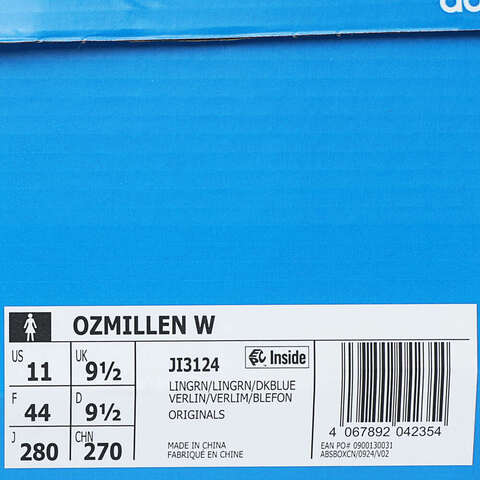 OZMILLEN W
US 11 UK 9½
F 44 D 9½
J 280 CHN 270
JI3124 Inside
LINGRN/LINGRN/DKBLUE
VERLIN/VERLIM/BLEFON
ORIGINALS
MADE IN CHINA
FABRIQUÉ EN CHINE
4 067892 042354
EAN PO# 0900130031
ABSBOXCN/0924/V02